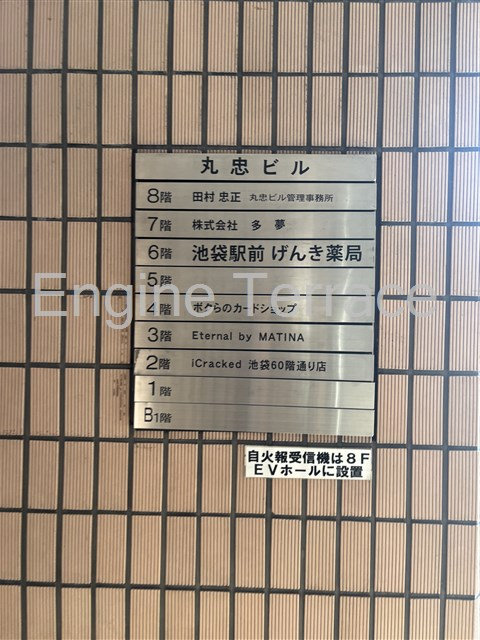 丸忠ビル
8階 田村 忠正 丸忠ビル管理事務所
7階 株式会社 多 夢
6階 池袋駅前 げんき薬局
5階
Engine Terrace
4階 ボクらのカードショップ
3階 Eternal by MATINA
2階 iCracked 池袋60階通り店
1階
B1階
自火報受信機は8F
EVホールに設置